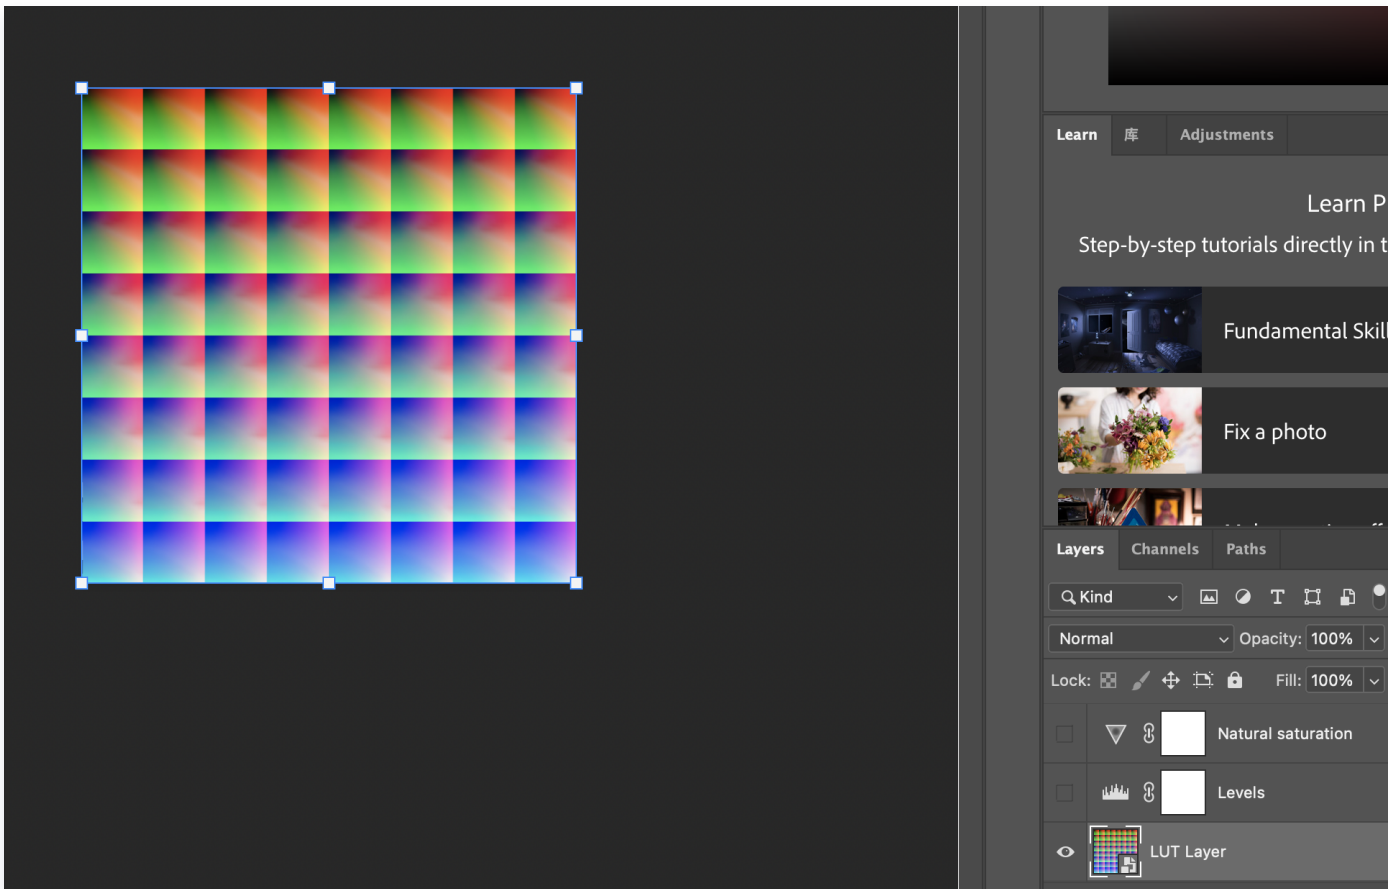 Learn 库 Adjustments
Learn P
Step-by-step tutorials directly in t
Fundamental Skill
Fix a photo
Layers Channels Paths
Kind
Normal Opacity: 100%
Lock: Fill: 100%
Natural saturation
Levels
LUT Layer